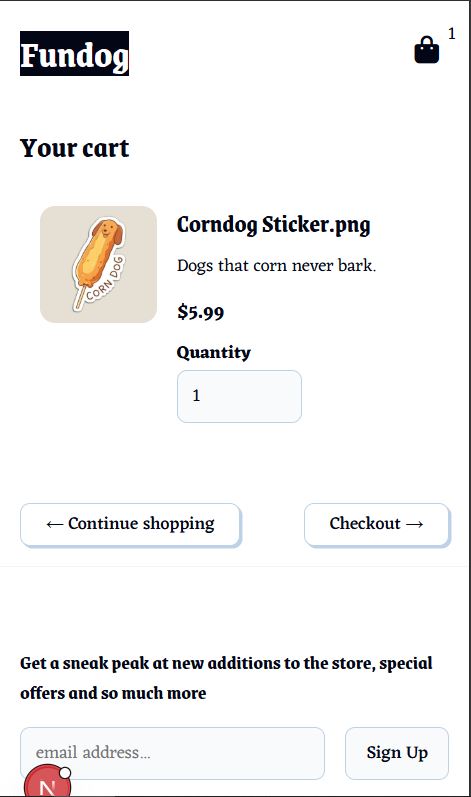 Fundog
1
Your cart
CORN DOG
Corndog Sticker.png
Dogs that corn never bark.
$5.99
Quantity
1
← Continue shopping
Checkout →
Get a sneak peak at new additions to the store, special
offers and so much more
email address...
Sign Up
N